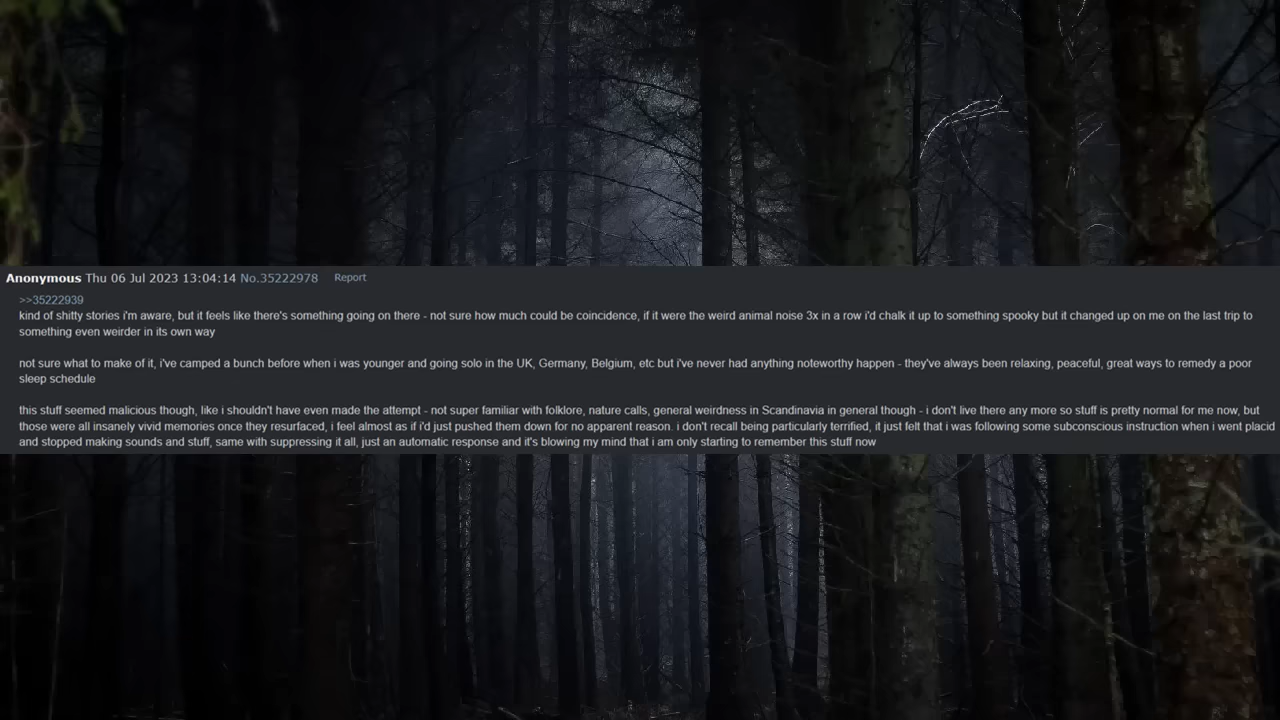 Anonymous Thu 06 Jul 2023 13:04:14 No.35222978 Report
>>35222939
kind of shitty stories i'm aware, but it feels like there's something going on there - not sure how much could be coincidence, if it were the weird animal noise 3x in a row i'd chalk it up to something spooky but it changed up on me on the last trip to
something even weirder in its own way
not sure what to make of it, i've camped a bunch before when i was younger and going solo in the UK, Germany, Belgium, etc but i've never had anything noteworthy happen - they've always been relaxing, peaceful, great ways to remedy a poor
sleep schedule
this stuff seemed malicious though, like i shouldn't have even made the attempt - not super familiar with folklore, nature calls, general weirdness in Scandinavia in general though - i don't live there any more so stuff is pretty normal for me now, but
those were all insanely vivid memories once they resurfaced, i feel almost as if i'd just pushed them down for no apparent reason. i don't recall being particularly terrified, it just felt that i was following some subconscious instruction when i went placid
and stopped making sounds and stuff, same with suppressing it all, just an automatic response and it's blowing my mind that i am only starting to remember this stuff now